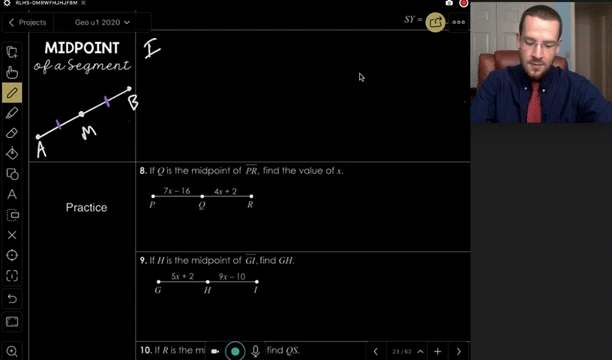 RLHS-DMRWFHJHJFBM
Projects
Geo u1 2020
SY =
MIDPOINT
of a Segment
I
A
M
B
8. If Q is the midpoint of PR, find the value of x.
7x – 16
4x + 2
P
Q
R
Practice
9. If H is the midpoint of GI, find GH.
5x + 2
9x – 10
G
H
I
10. If R is the m
find QS.
23 / 62